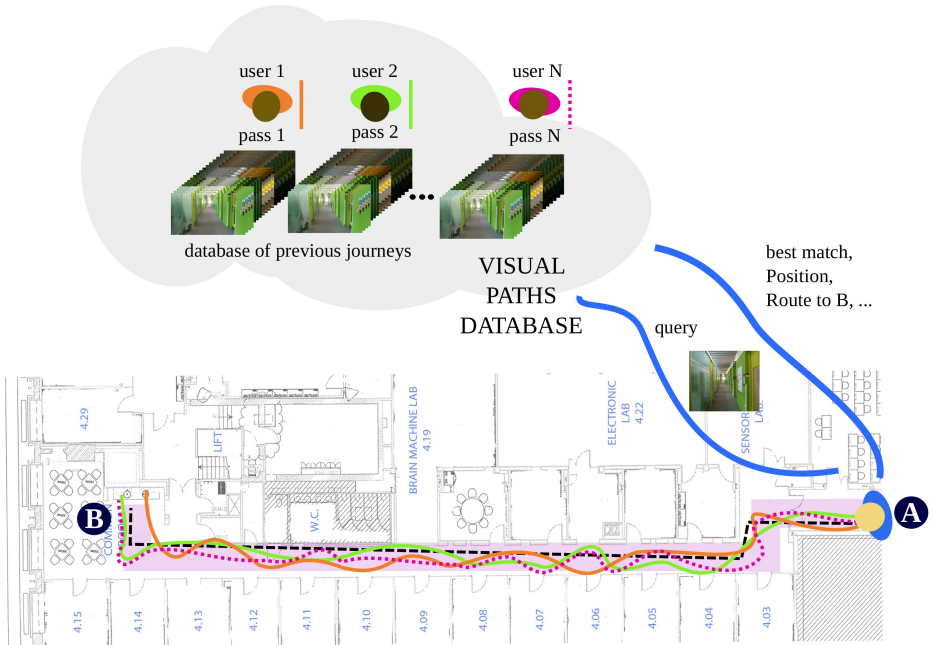 user 1
user 2
user N
pass 1
pass 2
pass N
database of previous journeys
VISUAL
PATHS
DATABASE
best match,
Position,
Route to B, ...
query
4.29
LIFT
BRAIN MACHINE LAB
4.19
ELECTRONIC
LAB
4.22
SENSOR
LAB.
W.C.
B
A
4.15
4.14
4.13
4.12
4.11
4.10
4.09
4.08
4.07
4.06
4.05
4.04
4.03